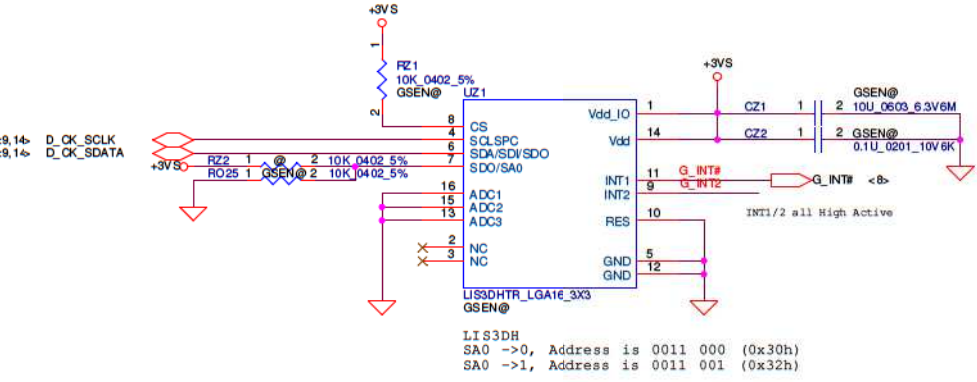 +3VS
1
RZ1
10K_0402_5%
GSEN@
2
UZ1
+3VS
GSEN@
CZ1 1 2 10U_0603_6.3V6M
CZ2 1 2 GSEN@
0.1U_0201_10V6K
1 Vdd_IO
14 Vdd
8 CS
9,14> D_CK_SCLK 4 SCLSPC
9,14> D_CK_SDATA 6 SDA/SDI/SDO
+3VS RZ2 1 @ 2 10K_0402_5% 7 SDO/SA0
RO25 1 GSEN@ 2 10K_0402_5%
INT1 11 G_INT# G_INT# <8>
INT2 9 G_INT2
INT1/2 all High Active
16 ADC1
15 ADC2
13 ADC3
RES 10
2 NC
3 NC
GND 5
GND 12
LIS3DHTR_LGA16_3X3
GSEN@
LIS3DH
SA0 ->0, Address is 0011 000 (0x30h)
SA0 ->1, Address is 0011 001 (0x32h)